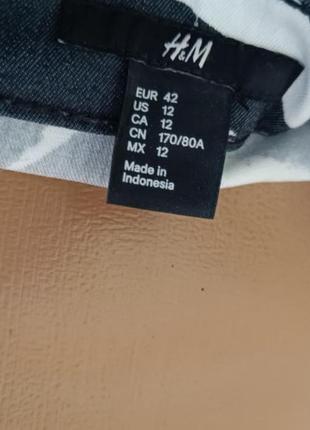 H&M
EUR 42
US 12
CA 12
CN 170/80A
MX 12
Made in
Indonesia